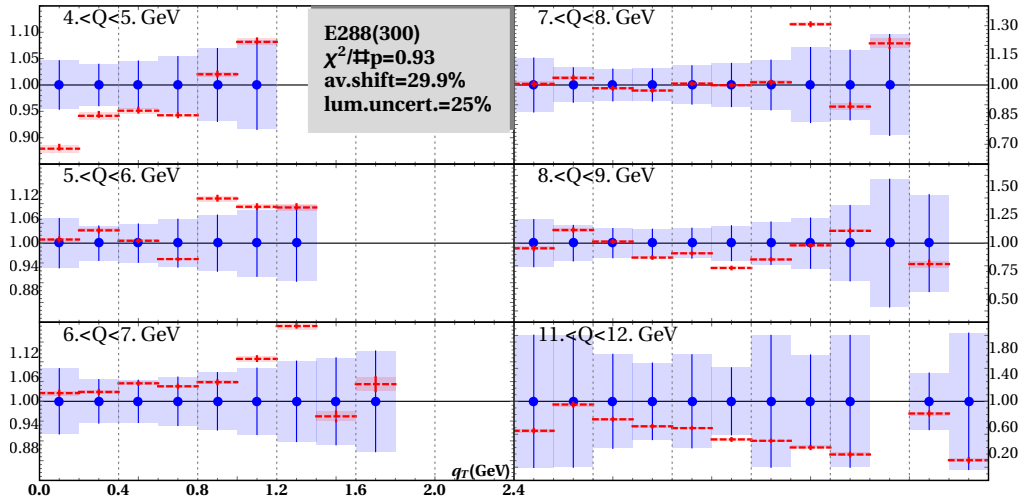 4.<Q<5. GeV
1.10
1.05
1.00
0.95
0.90
E288(300)
χ²/♯p=0.93
av.shift=29.9%
lum.uncert.=25%
7.<Q<8. GeV
1.30
1.15
1.00
0.85
0.70
5.<Q<6. GeV
1.12
1.06
1.00
0.94
0.88
8.<Q<9. GeV
1.50
1.25
1.00
0.75
0.50
6.<Q<7. GeV
1.12
1.06
1.00
0.94
0.88
11.<Q<12. GeV
1.80
1.40
1.00
0.60
0.20
qT(GeV)
0.0 0.4 0.8 1.2 1.6 2.0 2.4